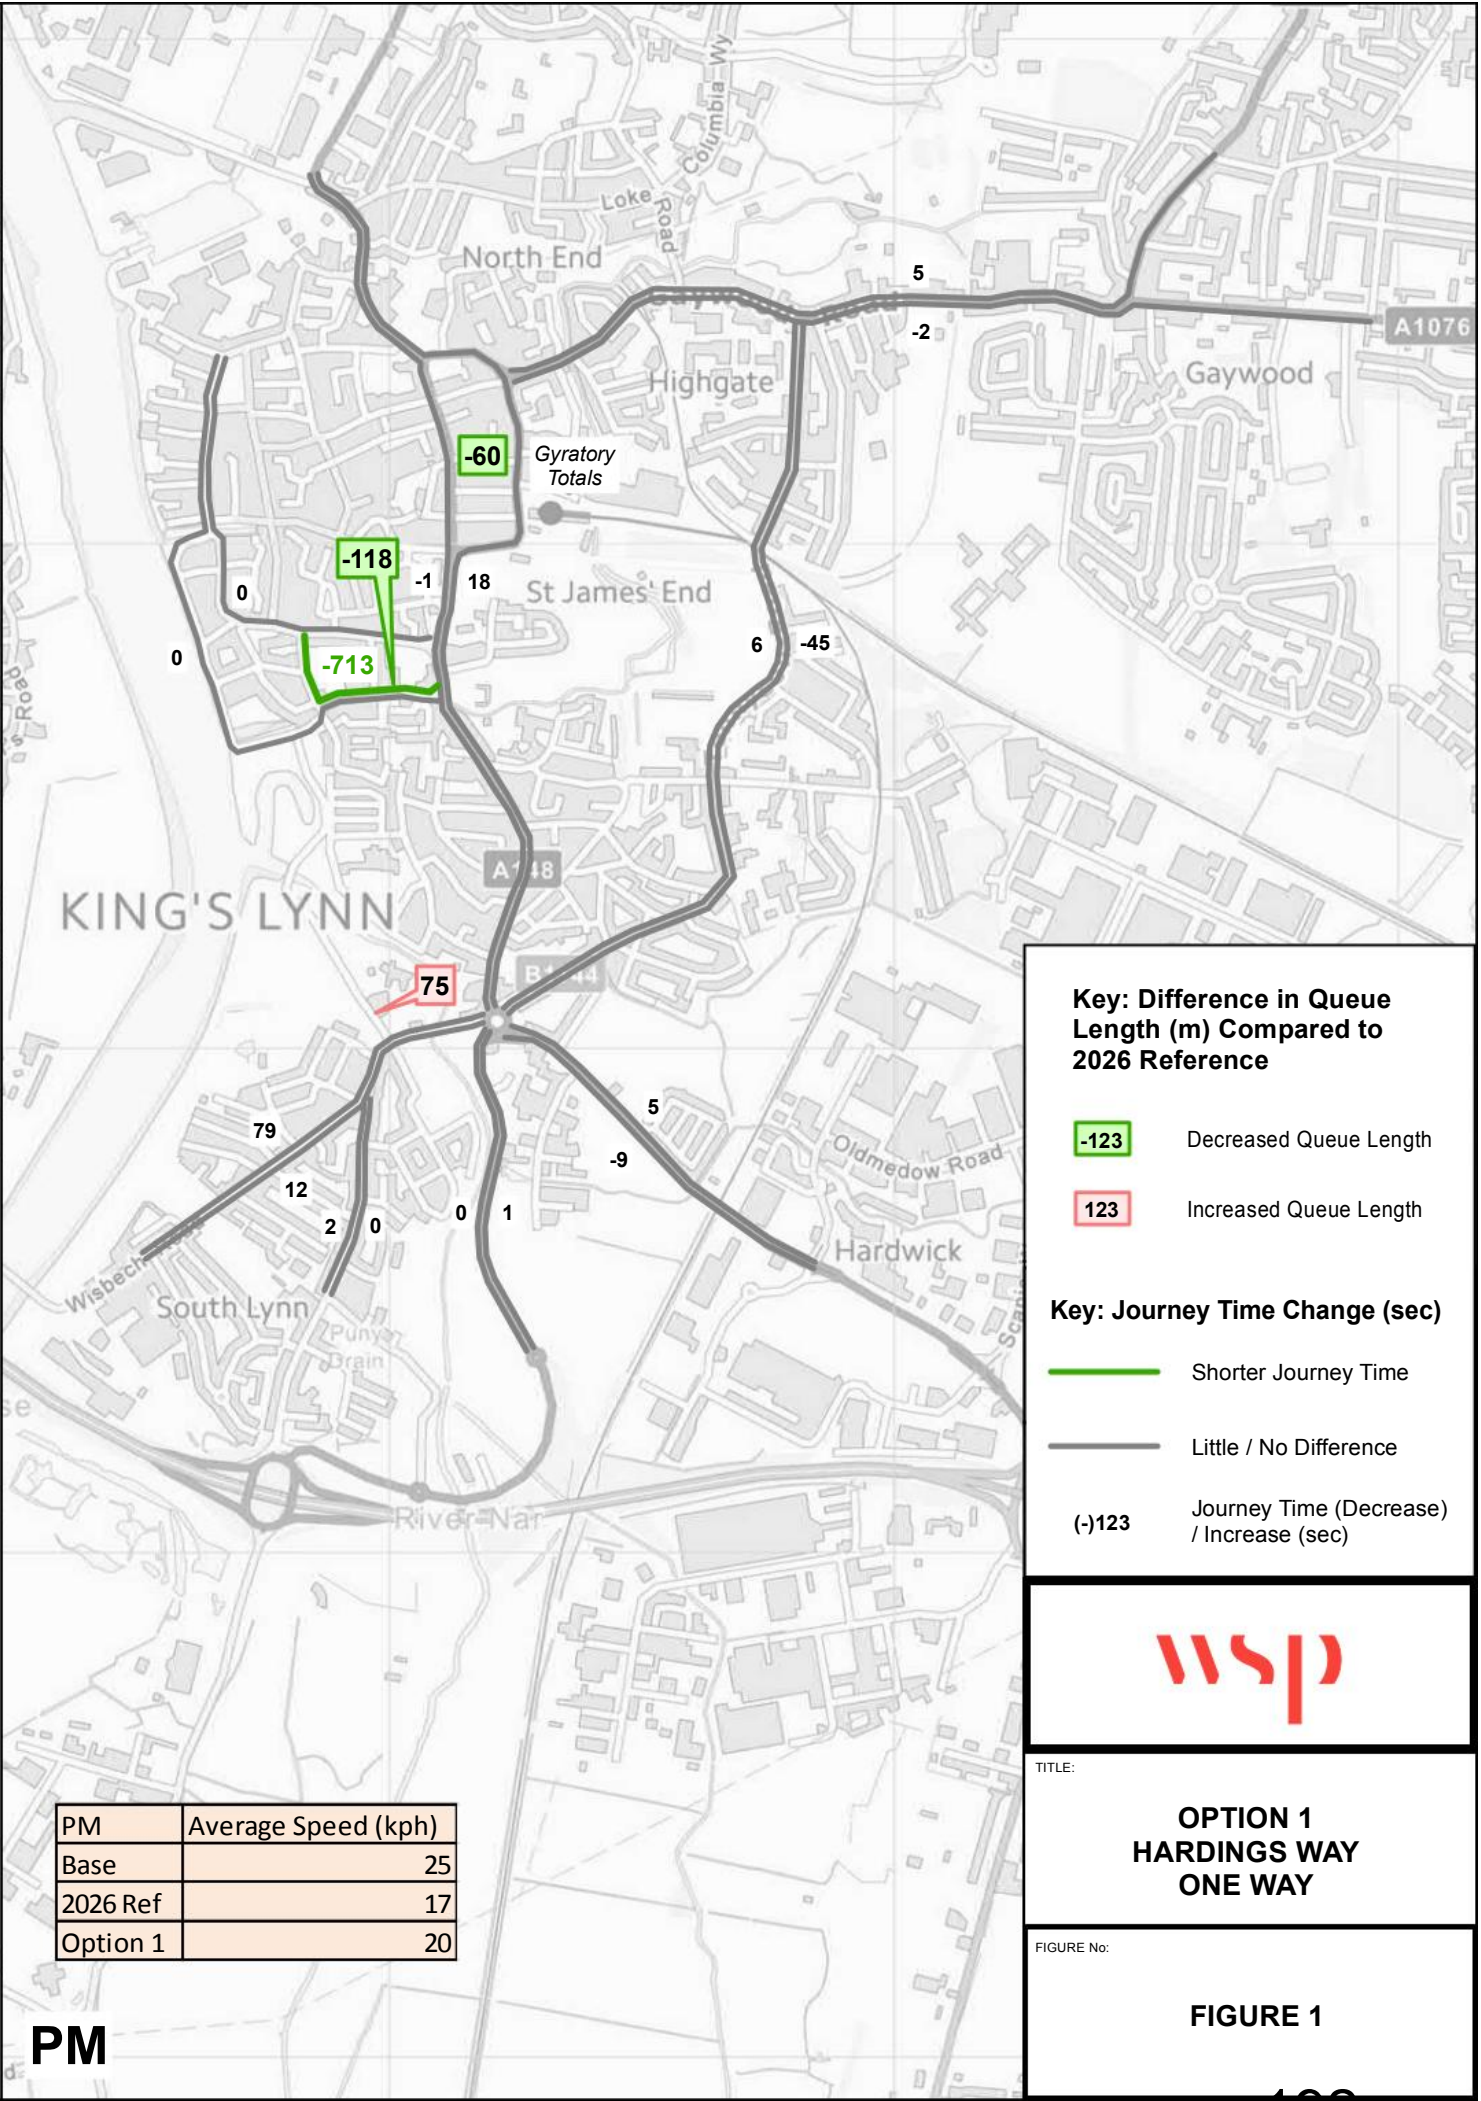 Columbia Wy
Loke Road
North End
5
-2
A1076
Highgate
Gaywood
-60
Gyratory
Totals
-118
-1
18
St James' End
0
0
-713
6
-45
Road
A148
KING'S LYNN
75
79
5
-9
Oldmedow Road
12
2
0
0
1
Hardwick
Wisbech
South Lynn
Puny
Drain
River Nar
Key: Difference in Queue
Length (m) Compared to
2026 Reference
-123
Decreased Queue Length
123
Increased Queue Length
Key: Journey Time Change (sec)
Shorter Journey Time
Little / No Difference
(-)123
Journey Time (Decrease)
/ Increase (sec)
wsp
TITLE:
OPTION 1
HARDINGS WAY
ONE WAY
FIGURE No:
FIGURE 1
PM Average Speed (kph)
Base 25
2026 Ref 17
Option 1 20
PM